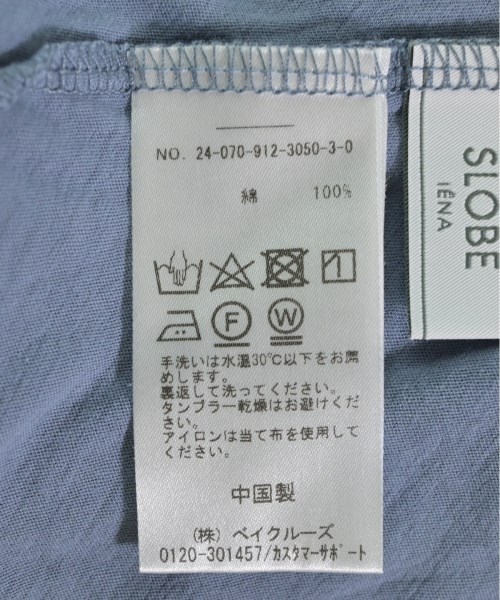 NO. 24-070-912-3050-3-0
綿 100%
F W
手洗いは水温30℃以下をお薦
めします。
裏返して洗ってください。
タンブラー乾燥はお避けくだ
さい。
アイロンは当て布を使用して
ください。
中国製
(株) ベイクルーズ
0120-301457/カスタマーサポート
SLOBE
IÉNA